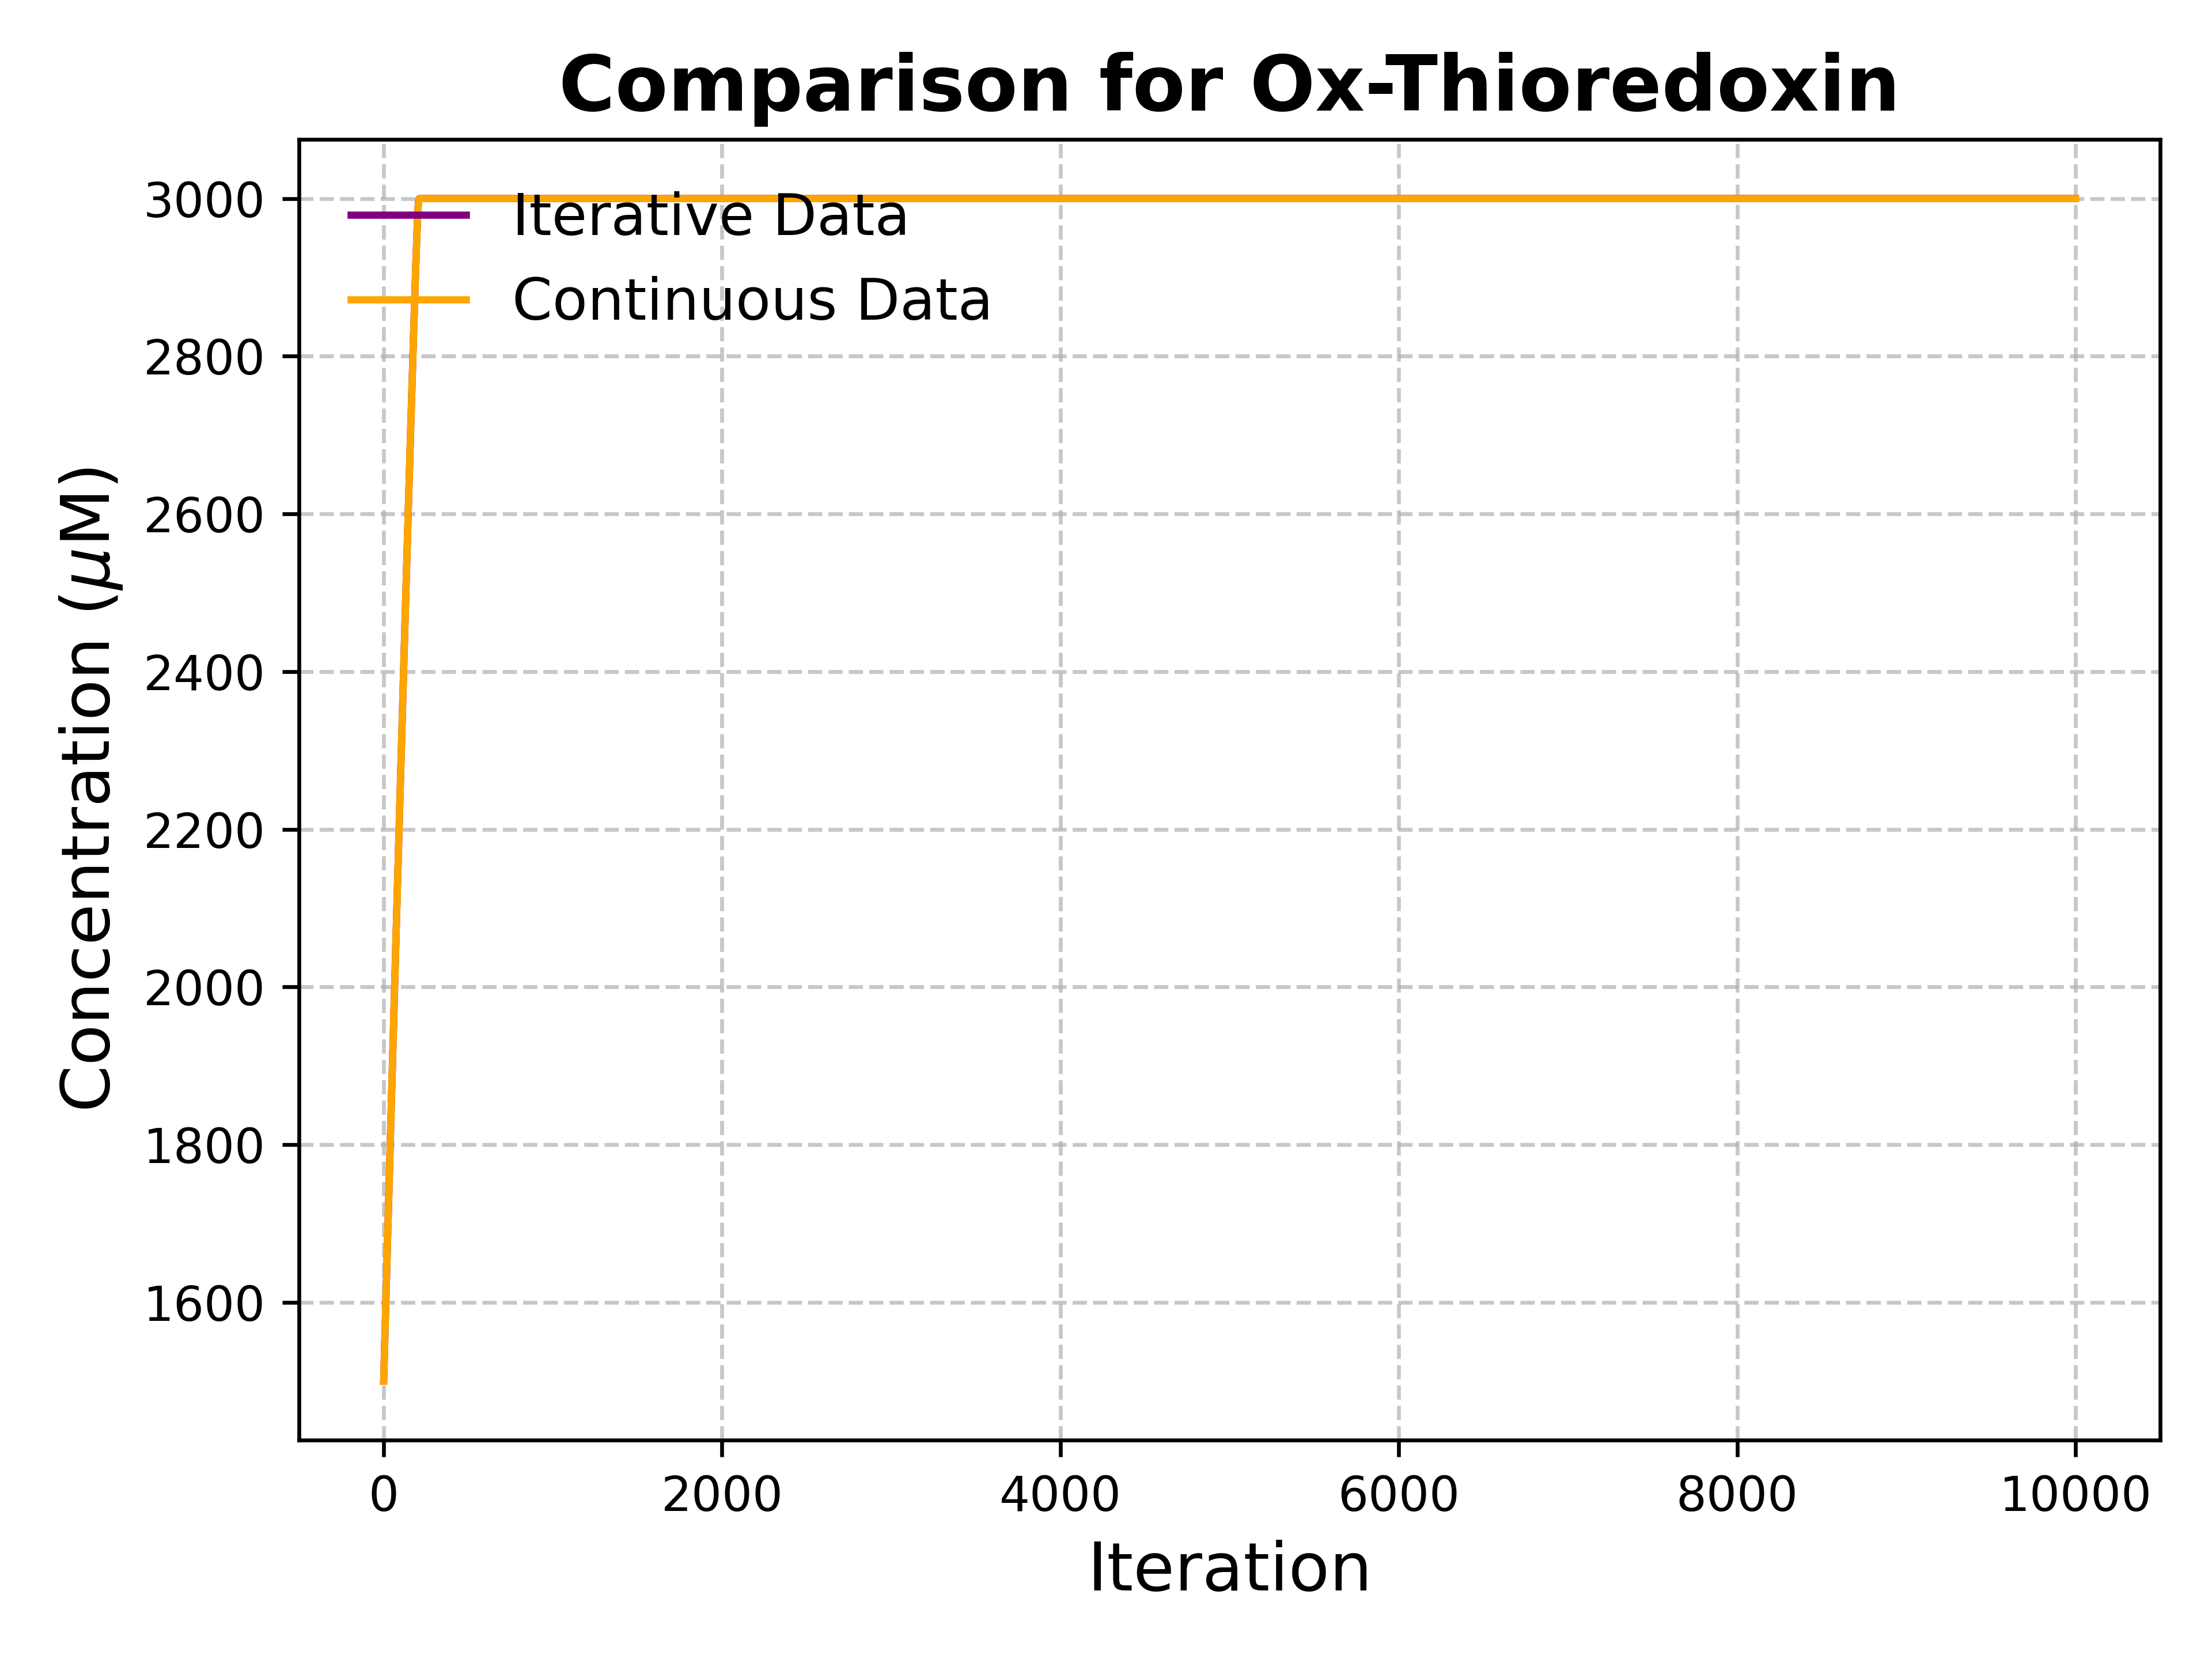 Comparison for Ox-Thioredoxin
Concentration (μM)
3000
2800
2600
2400
2200
2000
1800
1600
Iterative Data
Continuous Data
0
2000
4000
6000
8000
10000
Iteration